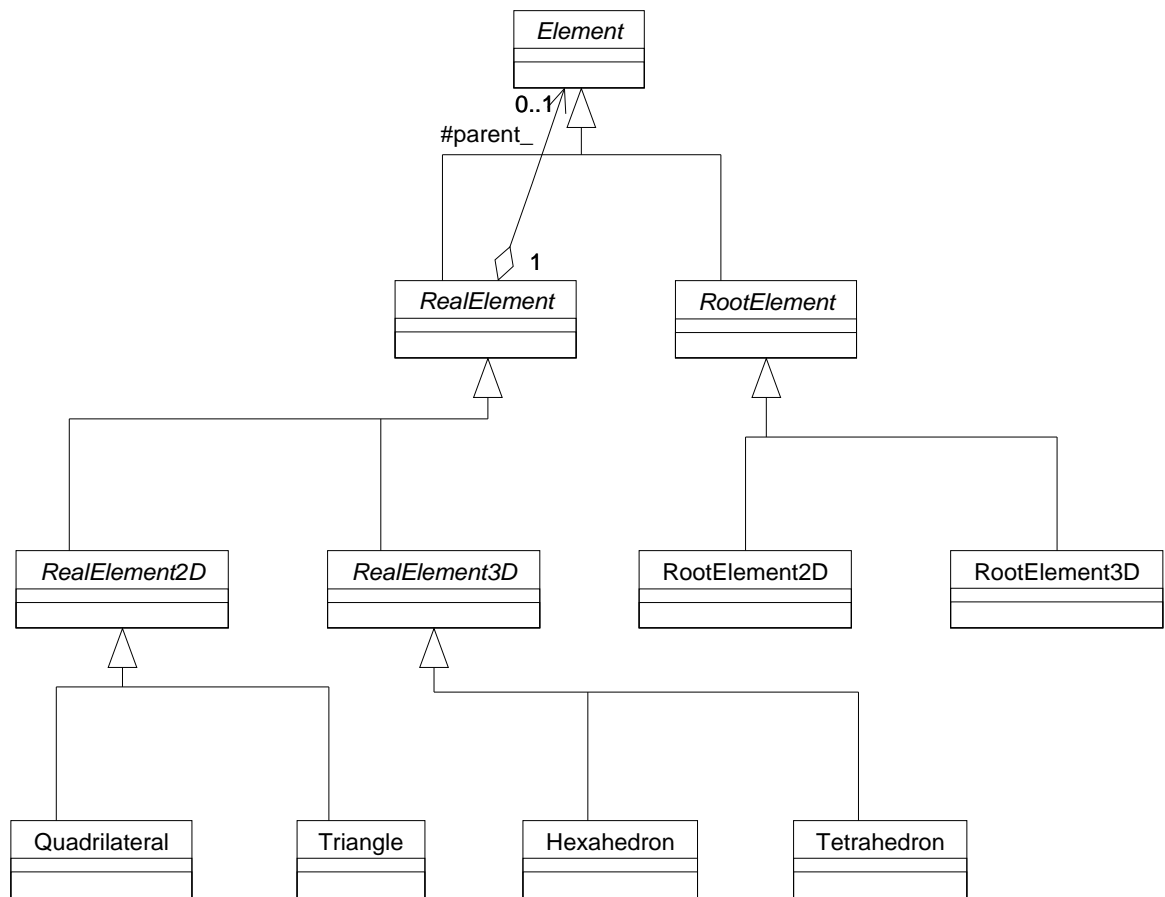 Element
0..1
#parent_
1
RealElement
RootElement
RealElement2D
RealElement3D
RootElement2D
RootElement3D
Quadrilateral
Triangle
Hexahedron
Tetrahedron